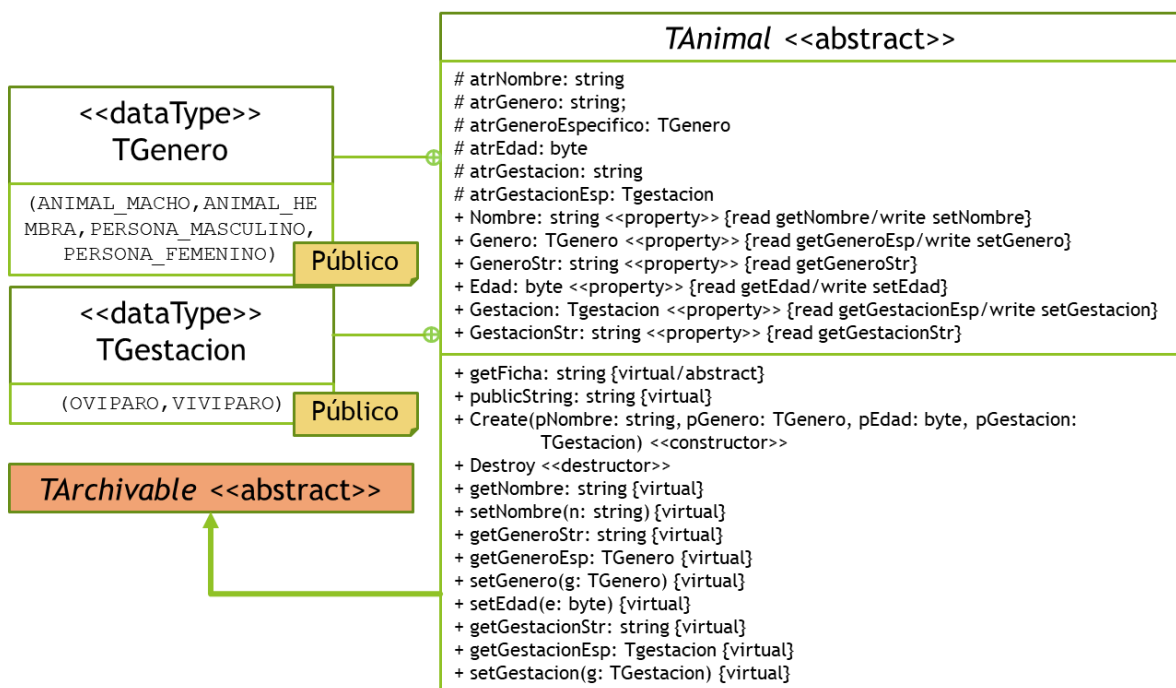 <<dataType>>
TGenero
(ANIMAL_MACHO,ANIMAL_HE
MBRA,PERSONA_MASCULINO,
PERSONA_FEMENINO)
Público
<<dataType>>
TGestacion
(OVIPARO,VIVIPARO)
Público
TArchivable <<abstract>>
TAnimal <<abstract>>
# atrNombre: string
# atrGenero: string;
# atrGeneroEspecifico: TGenero
# atrEdad: byte
# atrGestacion: string
# atrGestacionEsp: Tgestacion
+ Nombre: string <<property>> {read getNombre/write setNombre}
+ Genero: TGenero <<property>> {read getGeneroEsp/write setGenero}
+ GeneroStr: string <<property>> {read getGeneroStr}
+ Edad: byte <<property>> {read getEdad/write setEdad}
+ Gestacion: Tgestacion <<property>> {read getGestacionEsp/write setGestacion}
+ GestacionStr: string <<property>> {read getGestacionStr}
+ getFicha: string {virtual/abstract}
+ publicString: string {virtual}
+ Create(pNombre: string, pGenero: TGenero, pEdad: byte, pGestacion:
TGestacion) <<constructor>>
+ Destroy <<destructor>>
+ getNombre: string {virtual}
+ setNombre(n: string) {virtual}
+ getGeneroStr: string {virtual}
+ getGeneroEsp: TGenero {virtual}
+ setGenero(g: TGenero) {virtual}
+ setEdad(e: byte) {virtual}
+ getGestacionStr: string {virtual}
+ getGestacionEsp: Tgestacion {virtual}
+ setGestacion(g: TGestacion) {virtual}